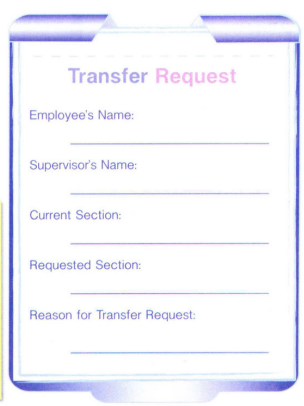 Transfer Request
Employee's Name:
Supervisor's Name:
Current Section:
Requested Section:
Reason for Transfer Request: